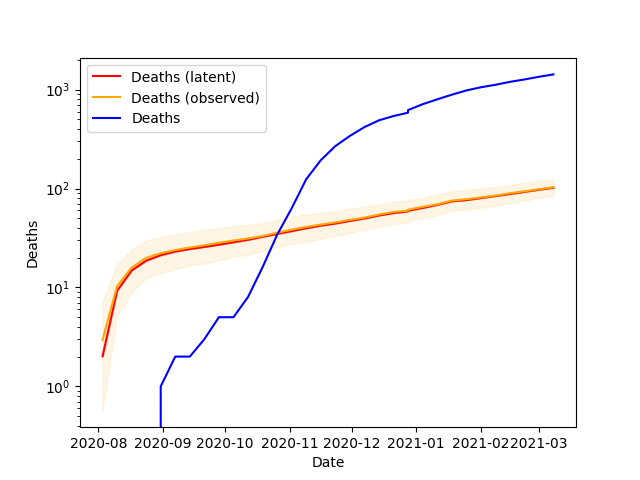 Deaths (latent)
Deaths (observed)
Deaths
10³
10²
10¹
10⁰
Deaths
2020-08 2020-09 2020-10 2020-11 2020-12 2021-01 2021-02 2021-03
Date